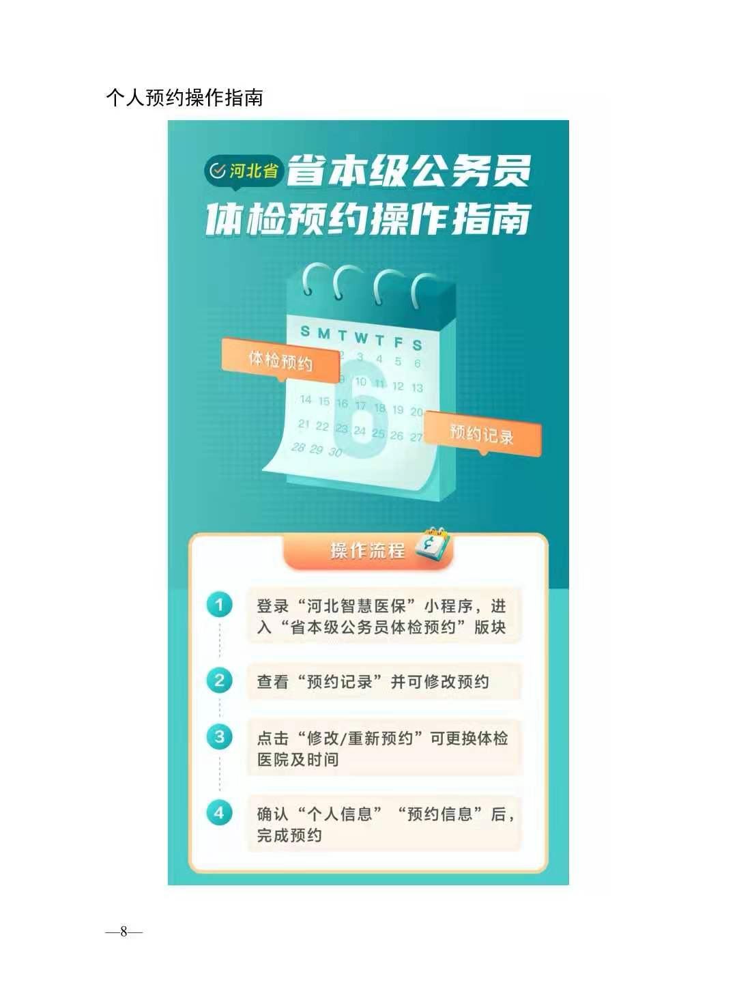 个人预约操作指南
河北省 省本级公务员
体检预约操作指南
S M T W T F S
2 3 4 5 6
体检预约
9 10 11 12 13
14 15 16 17 18 19 20
6
21 22 23 24 25 26 27
预约记录
28 29 30
操作流程
1 登录“河北智慧医保”小程序，进
入“省本级公务员体检预约”版块
2 查看“预约记录”并可修改预约
3 点击“修改/重新预约”可更换体检
医院及时间
4 确认“个人信息”“预约信息”后，
完成预约
—8—